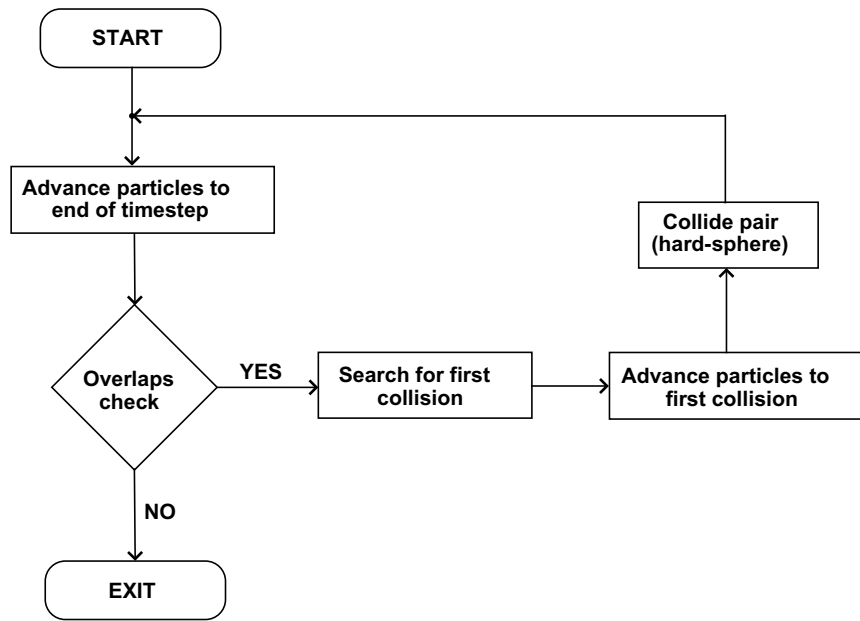 START
Advance particles to
end of timestep
Collide pair
(hard-sphere)
Overlaps
check
YES
Search for first
collision
Advance particles to
first collision
NO
EXIT